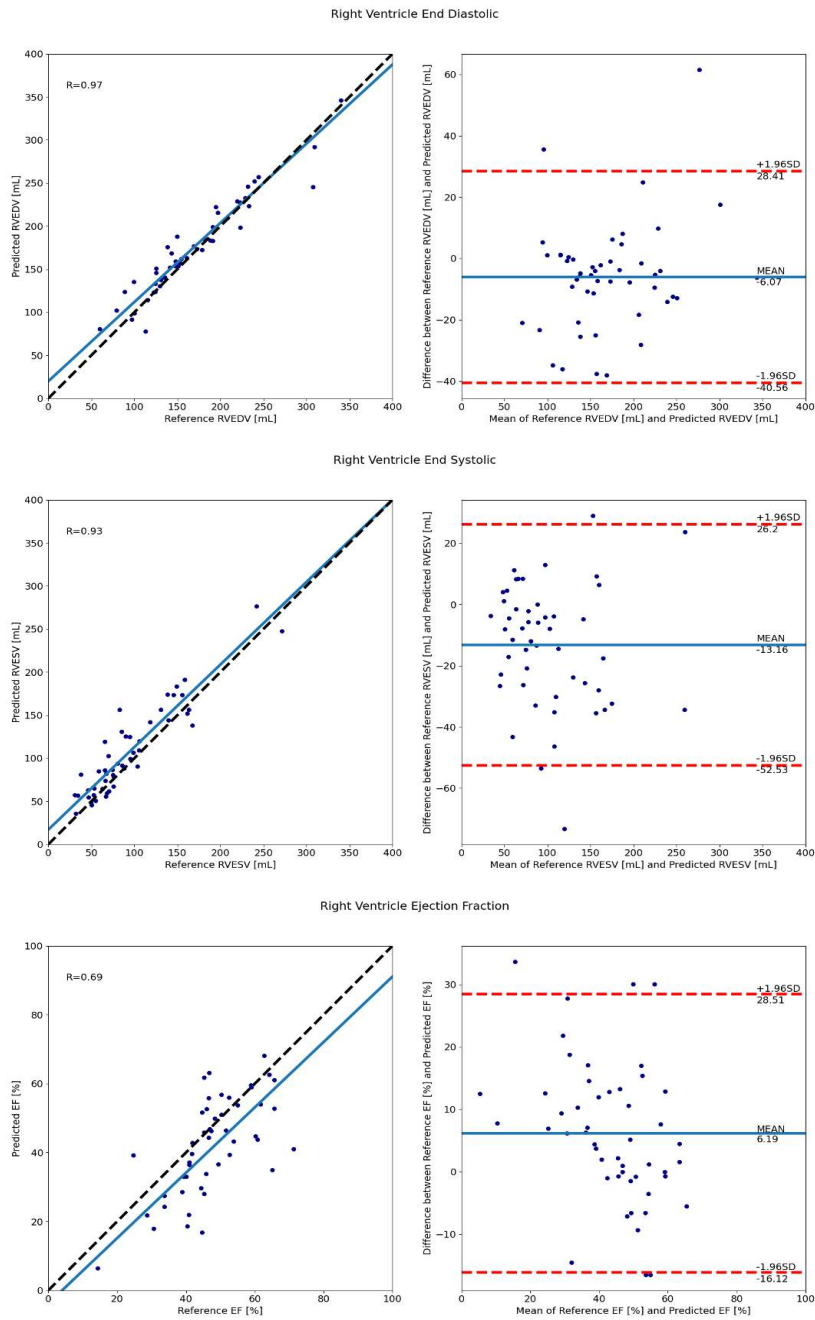 Right Ventricle End Diastolic
R=0.97
400
350
300
250
200
150
100
50
0
0 50 100 150 200 250 300 350 400
Predicted RVEDV [mL]
Reference RVEDV [mL]
60
40
20
0
−20
−40
0 50 100 150 200 250 300 350 400
Difference between Reference RVEDV [mL] and Predicted RVEDV [mL]
Mean of Reference RVEDV [mL] and Predicted RVEDV [mL]
+1.96SD
28.41
MEAN
-6.07
-1.96SD
-40.56
Right Ventricle End Systolic
R=0.93
400
350
300
250
200
150
100
50
0
0 50 100 150 200 250 300 350 400
Predicted RVESV [mL]
Reference RVESV [mL]
20
0
−20
−40
−60
0 50 100 150 200 250 300 350 400
Difference between Reference RVESV [mL] and Predicted RVESV [mL]
Mean of Reference RVESV [mL] and Predicted RVESV [mL]
+1.96SD
26.2
MEAN
-13.16
-1.96SD
-52.53
Right Ventricle Ejection Fraction
R=0.69
100
80
60
40
20
0
0 20 40 60 80 100
Predicted EF [%]
Reference EF [%]
30
20
10
0
−10
0 20 40 60 80 100
Difference between Reference EF [%] and Predicted EF [%]
Mean of Reference EF [%] and Predicted EF [%]
+1.96SD
28.51
MEAN
6.19
-1.96SD
-16.12